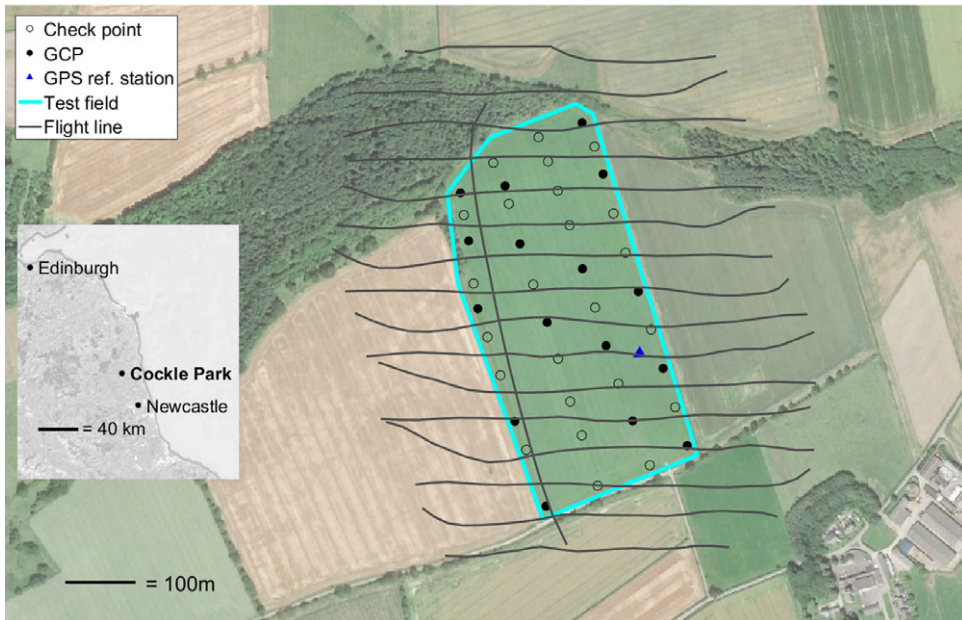 Check point
GCP
GPS ref. station
Test field
Flight line
Edinburgh
Cockle Park
Newcastle
= 40 km
= 100m